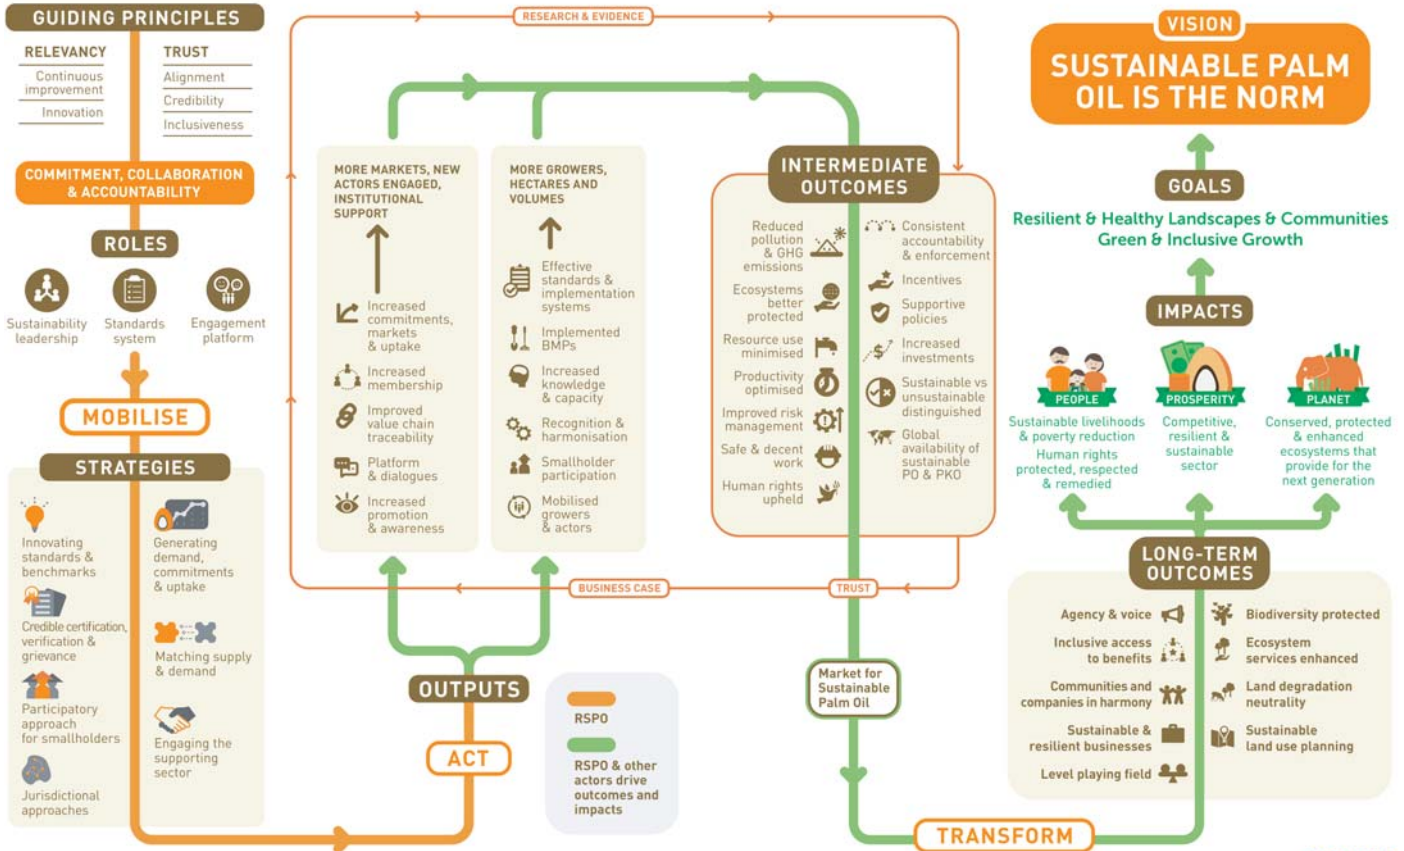 GUIDING PRINCIPLES
RELEVANCY
Continuous
improvement
Innovation
TRUST
Alignment
Credibility
Inclusiveness
COMMITMENT, COLLABORATION
& ACCOUNTABILITY
ROLES
Sustainability
leadership
Standards
system
Engagement
platform
MOBILISE
STRATEGIES
Innovating
standards &
benchmarks
Credible certification,
verification &
grievance
Participatory
approach
for smallholders
Jurisdictional
approaches
Generating
demand,
commitments
& uptake
Matching supply
& demand
Engaging the
supporting
sector
RESEARCH & EVIDENCE
MORE MARKETS, NEW
ACTORS ENGAGED,
INSTITUTIONAL
SUPPORT
Increased
commitments,
markets
& uptake
Increased
membership
Improved
value chain
traceability
Platform
& dialogues
Increased
promotion
& awareness
MORE GROWERS,
HECTARES AND
VOLUMES
Effective
standards &
implementation
systems
Implemented
BMPs
Increased
knowledge
& capacity
Recognition &
harmonisation
Smallholder
participation
Mobilised
growers
& actors
BUSINESS CASE
TRUST
OUTPUTS
ACT
RSPO
RSPO & other
actors drive
outcomes and
impacts
INTERMEDIATE
OUTCOMES
Reduced
pollution
& GHG
emissions
Ecosystems
better
protected
Resource use
minimised
Productivity
optimised
Improved risk
management
Safe & decent
work
Human rights
upheld
Consistent
accountability
& enforcement
Incentives
Supportive
policies
Increased
investments
Sustainable vs
unsustainable
distinguished
Global
availability of
sustainable
PO & PKO
Market for
Sustainable
Palm Oil
TRANSFORM
VISION
SUSTAINABLE PALM
OIL IS THE NORM
GOALS
Resilient & Healthy Landscapes & Communities
Green & Inclusive Growth
IMPACTS
PEOPLE
Sustainable livelihoods
& poverty reduction
Human rights
protected, respected
& remedied
PROSPERITY
Competitive,
resilient &
sustainable
sector
PLANET
Conserved, protected
& enhanced
ecosystems that
provide for the
next generation
LONG-TERM
OUTCOMES
Agency & voice
Inclusive access
to benefits
Communities and
companies in harmony
Sustainable &
resilient businesses
Level playing field
Biodiversity protected
Ecosystem
services enhanced
Land degradation
neutrality
Sustainable
land use planning